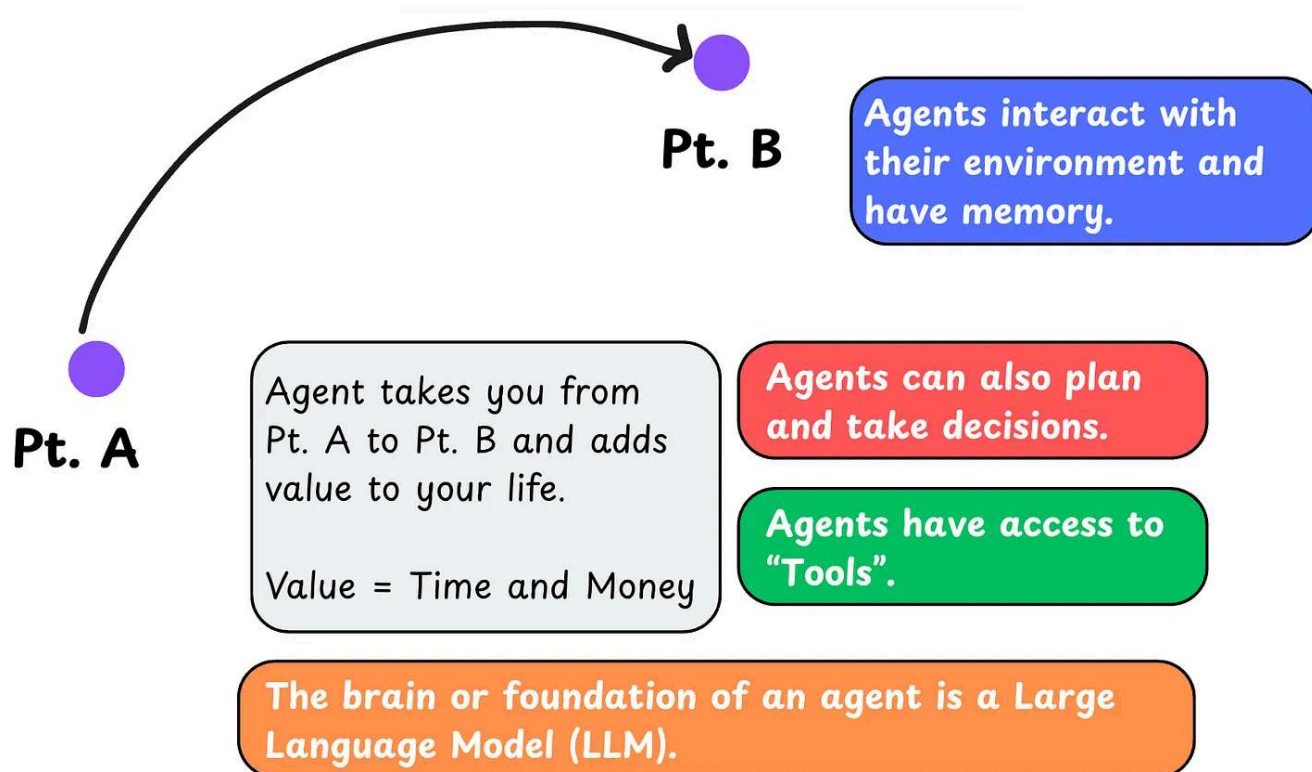 Pt. B
Agents interact with
their environment and
have memory.
Pt. A
Agent takes you from
Pt. A to Pt. B and adds
value to your life.
Value = Time and Money
Agents can also plan
and take decisions.
Agents have access to
“Tools”.
The brain or foundation of an agent is a Large
Language Model (LLM).